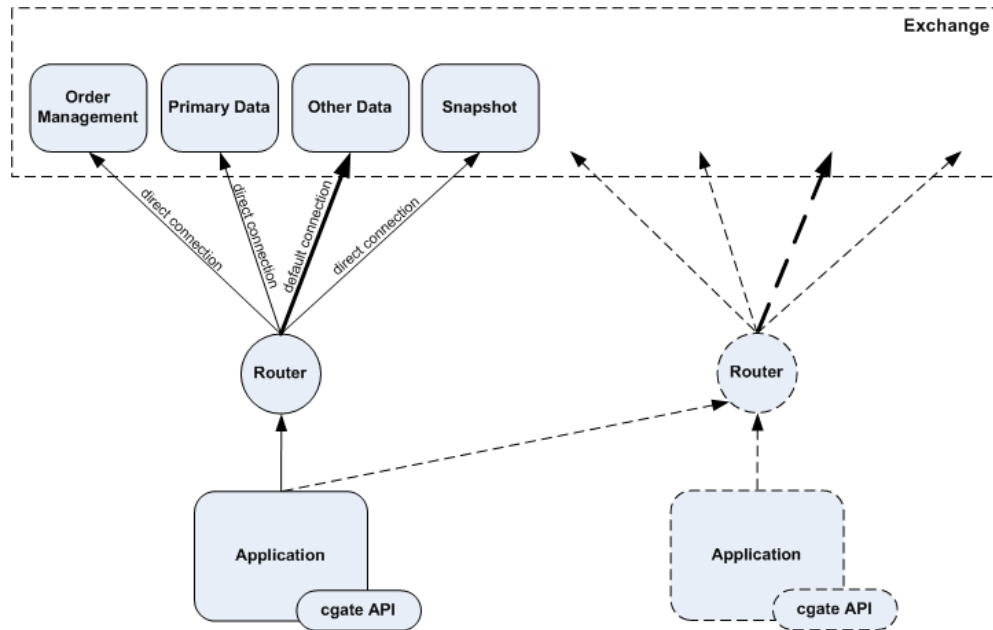 Exchange
Order
Management
Primary Data
Other Data
Snapshot
direct connection
direct connection
default connection
direct connection
Router
Router
Application
Application
cgate API
cgate API